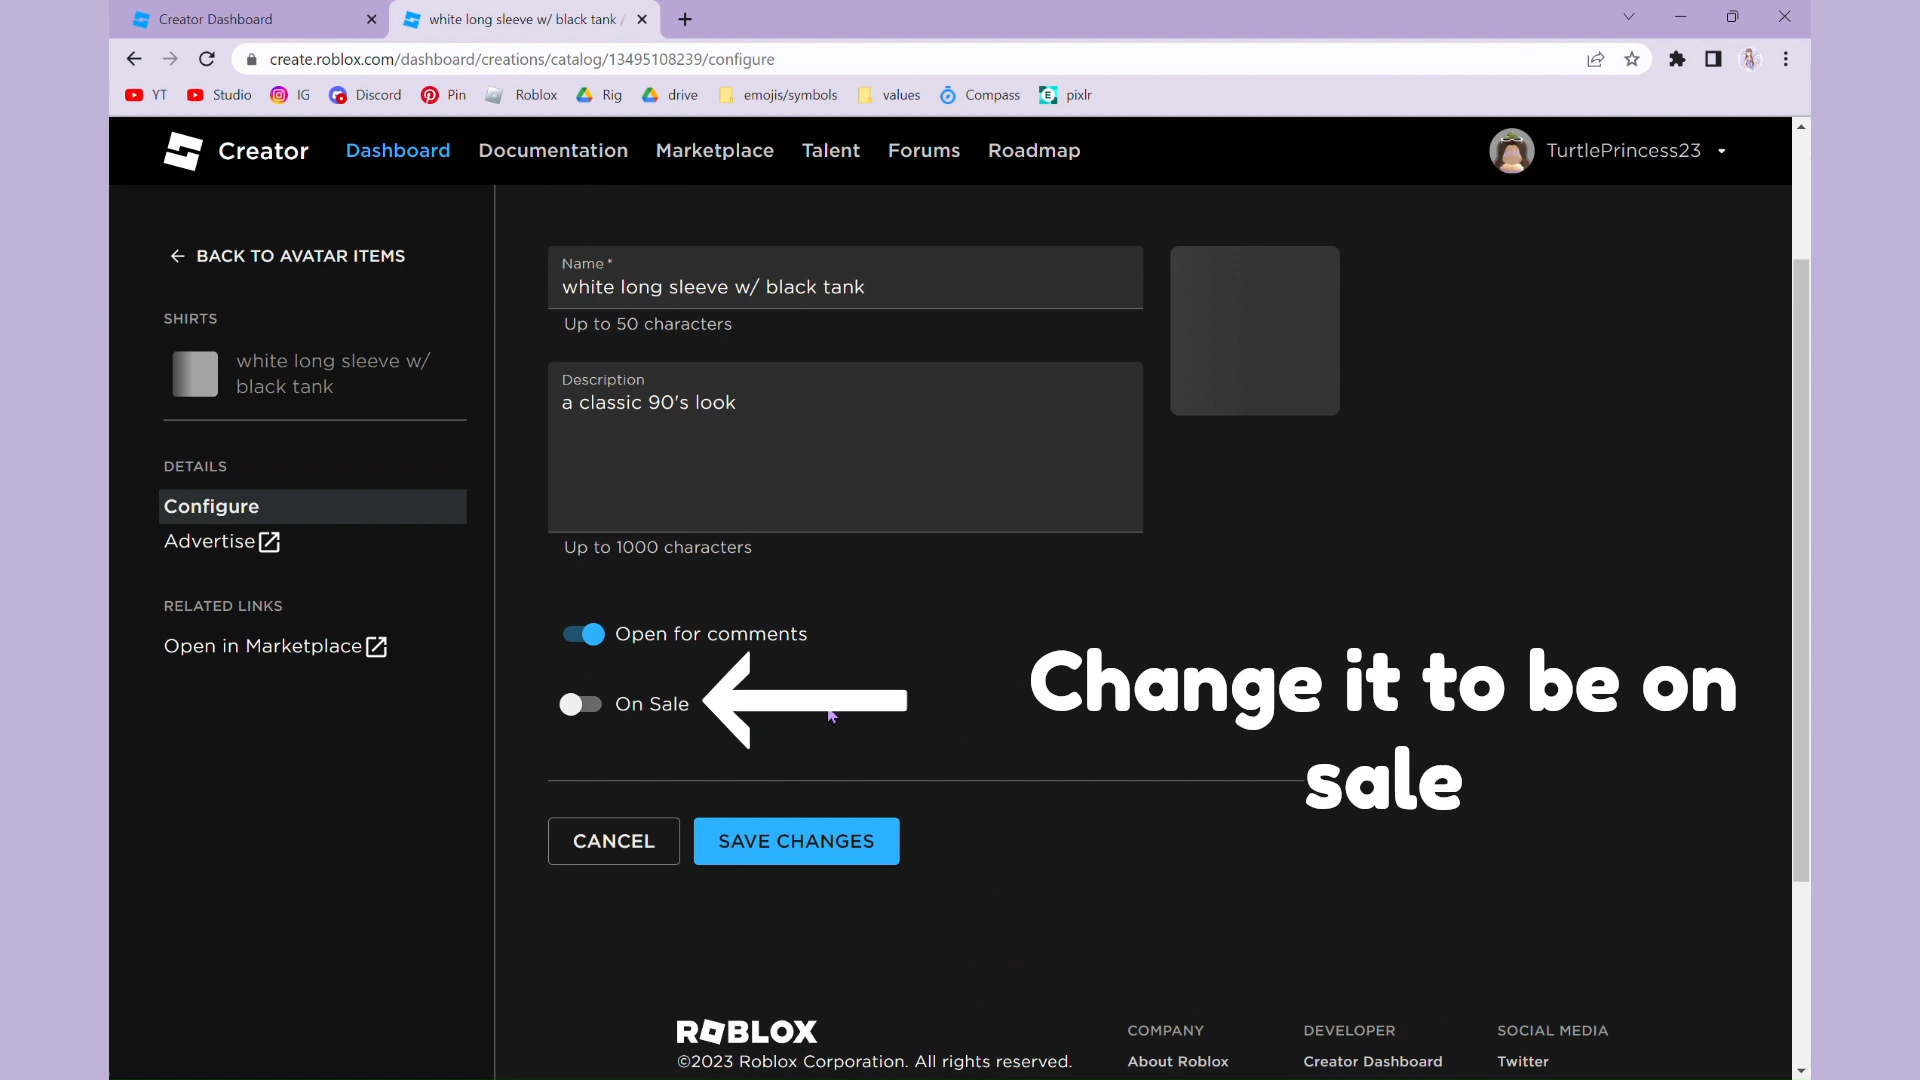 Creator Dashboard
white long sleeve w/ black tank /
create.roblox.com/dashboard/creations/catalog/13495108239/configure
YT
Studio
IG
Discord
Pin
Roblox
Rig
drive
emojis/symbols
values
Compass
pixlr
Creator
Dashboard
Documentation
Marketplace
Talent
Forums
Roadmap
TurtlePrincess23
BACK TO AVATAR ITEMS
SHIRTS
white long sleeve w/
black tank
DETAILS
Configure
Advertise
RELATED LINKS
Open in Marketplace
Name *
white long sleeve w/ black tank
Up to 50 characters
Description
a classic 90's look
Up to 1000 characters
Open for comments
On Sale
Change it to be on
sale
CANCEL
SAVE CHANGES
ROBLOX
©2023 Roblox Corporation. All rights reserved.
COMPANY
About Roblox
DEVELOPER
Creator Dashboard
SOCIAL MEDIA
Twitter